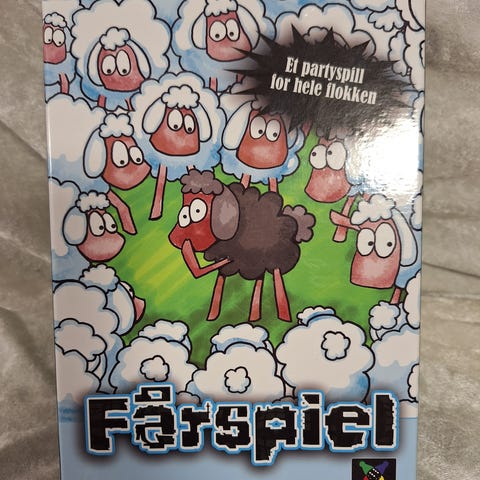 Et partyspill
for hele flokken
Fårspiel